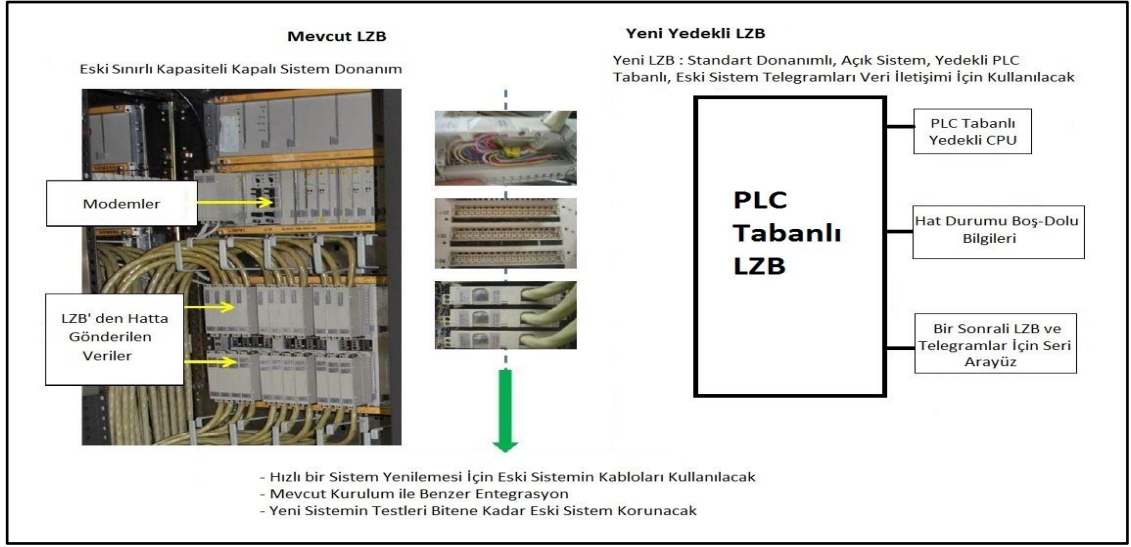 Mevcut LZB
Eski Sınırlı Kapasiteli Kapalı Sistem Donanım
Modemler
LZB' den Hatta
Gönderilen
Veriler
Yeni Yedekli LZB
Yeni LZB : Standart Donanımlı, Açık Sistem, Yedekli PLC
Tabanlı, Eski Sistem Telegramları Veri İletişimi İçin Kullanılacak
PLC
Tabanlı
LZB
PLC Tabanlı
Yedekli CPU
Hat Durumu Boş-Dolu
Bilgileri
Bir Sonrali LZB ve
Telegramlar İçin Seri
Arayüz
- Hızlı bir Sistem Yenilemesi İçin Eski Sistemin Kabloları Kullanılacak
- Mevcut Kurulum ile Benzer Entegrasyon
- Yeni Sistemin Testleri Bitene Kadar Eski Sistem Korunacak